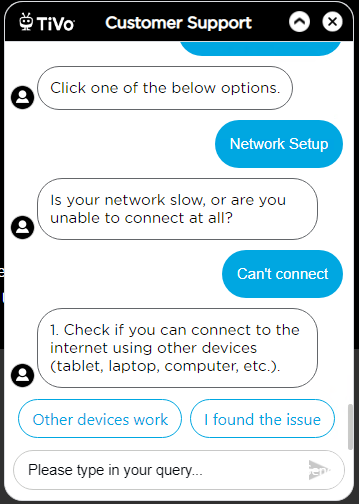 TiVo Customer Support
Click one of the below options.
Network Setup
Is your network slow, or are you
unable to connect at all?
Can't connect
1. Check if you can connect to the
internet using other devices
(tablet, laptop, computer, etc.).
Other devices work
I found the issue
Please type in your query...